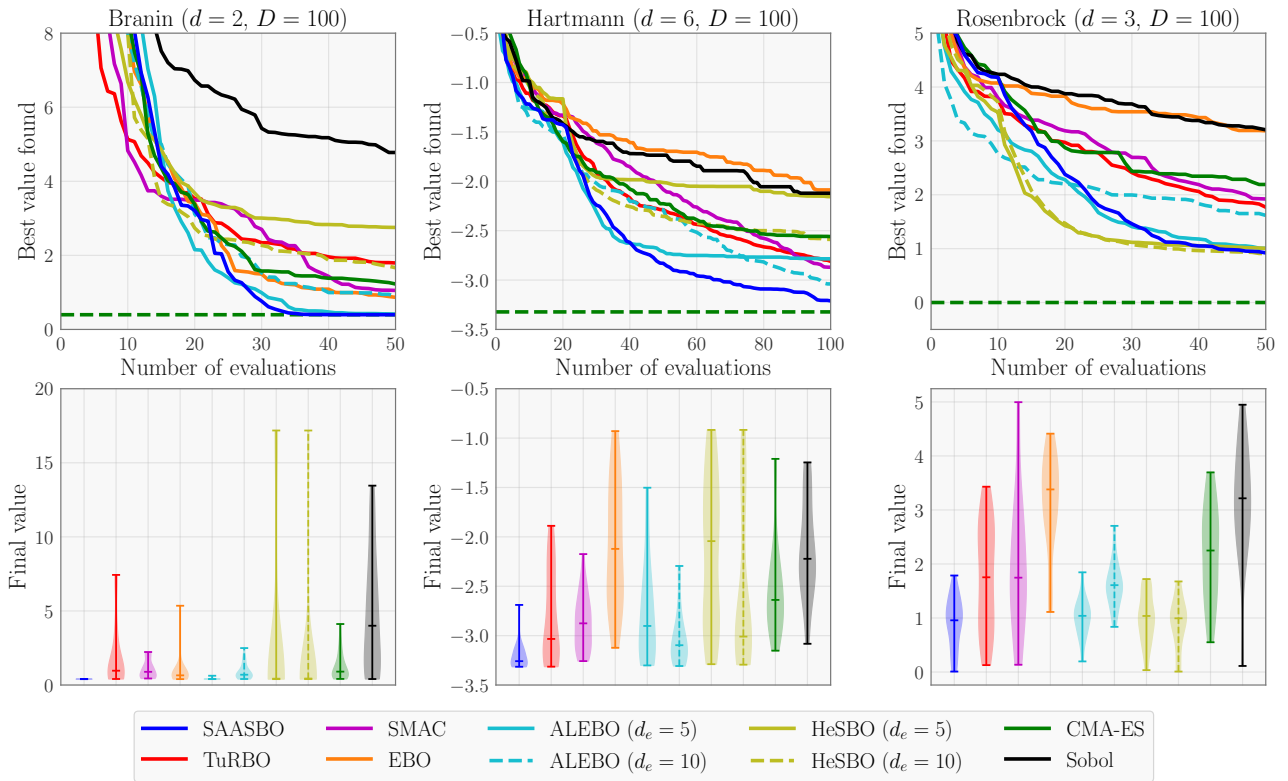 Branin (d = 2, D = 100)
Hartmann (d = 6, D = 100)
Rosenbrock (d = 3, D = 100)
Best value found
8
6
4
2
0
0 10 20 30 40 50
Number of evaluations
Best value found
−0.5
−1.0
−1.5
−2.0
−2.5
−3.0
−3.5
0 20 40 60 80 100
Number of evaluations
Best value found
5
4
3
2
1
0
0 10 20 30 40 50
Number of evaluations
Final value
20
15
10
5
0
Final value
−0.5
−1.0
−1.5
−2.0
−2.5
−3.0
−3.5
Final value
5
4
3
2
1
0
SAASBO SMAC ALEBO (dₑ = 5) HeSBO (dₑ = 5) CMA-ES
TuRBO EBO ALEBO (dₑ = 10) HeSBO (dₑ = 10) Sobol